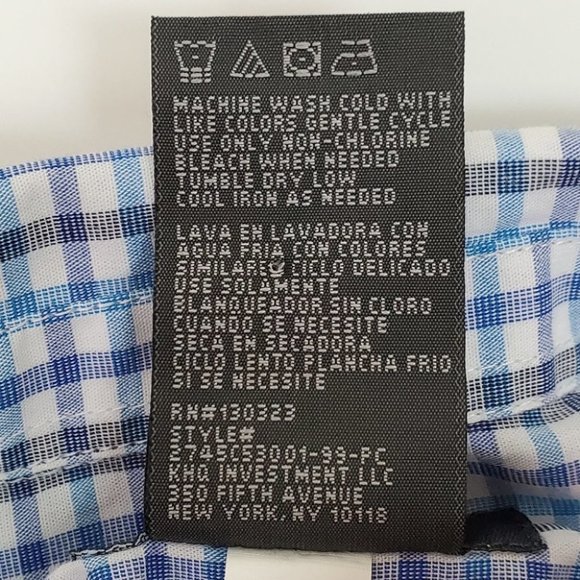 MACHINE WASH COLD WITH
LIKE COLORS GENTLE CYCLE
USE ONLY NON-CHLORINE
BLEACH WHEN NEEDED
TUMBLE DRY LOW
COOL IRON AS NEEDED
LAVA EN LAVADORA CON
AGUA FRIA CON COLORES
SIMILARES CICLO DELICADO
USE SOLAMENTE
BLANQUEADOR SIN CLORO
CUANDO SE NECESITE
SECA EN SECADORA
CICLO LENTO PLANCHA FRIO
SI SE NECESITE
RN#130323
STYLE#
2745C53001-99-PC
KHQ INVESTMENT LLC
350 FIFTH AVENUE
NEW YORK, NY 10118